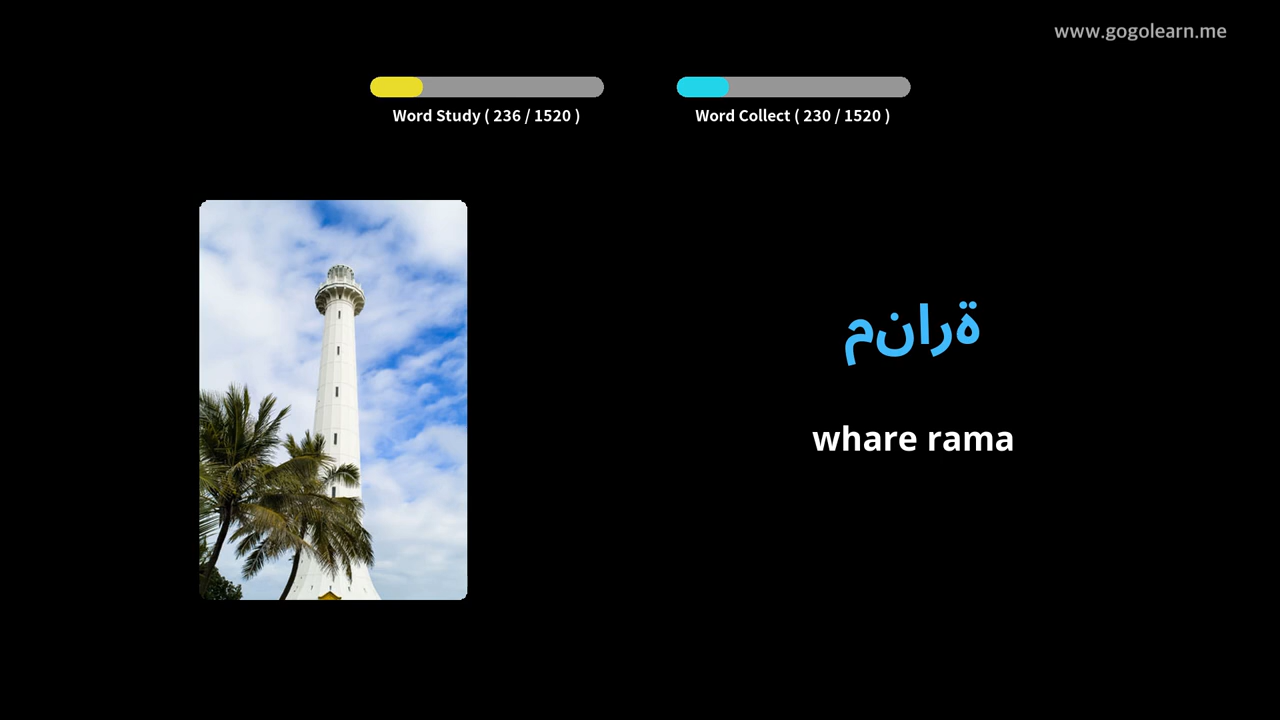 www.gogolearn.me
Word Study ( 236 / 1520 )
Word Collect ( 230 / 1520 )
منارة
whare rama